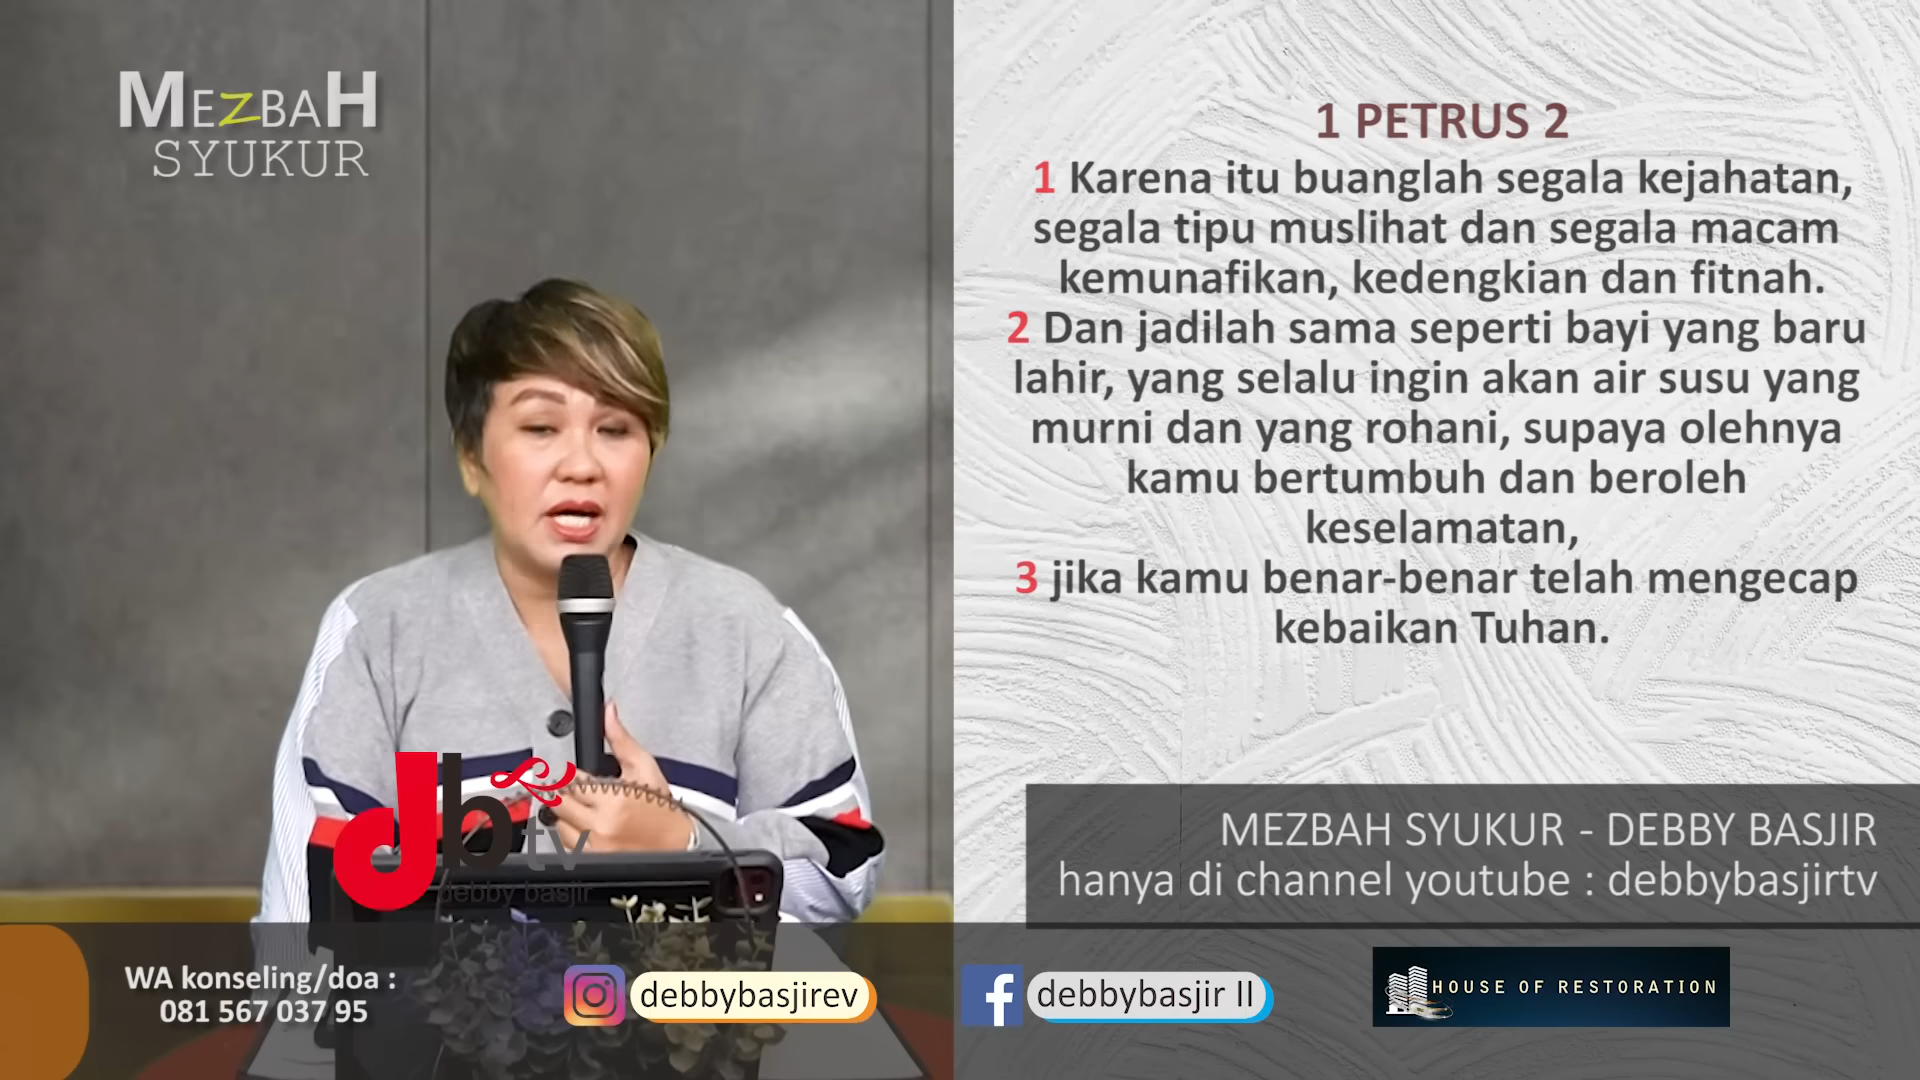 MEZBAH
SYUKUR
1 PETRUS 2
1 Karena itu buanglah segala kejahatan,
segala tipu muslihat dan segala macam
kemunafikan, kedengkian dan fitnah.
2 Dan jadilah sama seperti bayi yang baru
lahir, yang selalu ingin akan air susu yang
murni dan yang rohani, supaya olehnya
kamu bertumbuh dan beroleh
keselamatan,
3 jika kamu benar-benar telah mengecap
kebaikan Tuhan.
db tv
debby basjir
MEZBAH SYUKUR - DEBBY BASJIR
hanya di channel youtube : debbybasjirtv
WA konseling/doa :
081 567 037 95
debbybasjirev
debbybasjir II
HOUSE OF RESTORATION